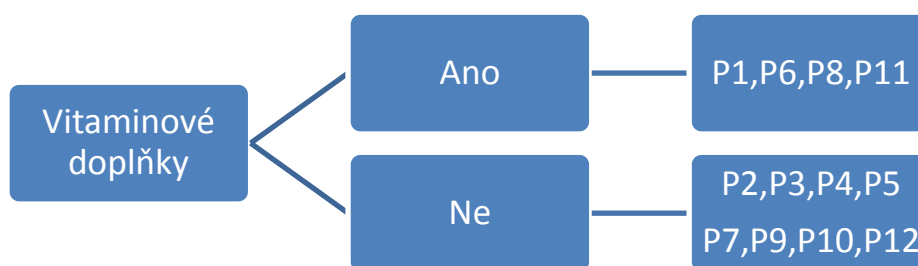 Vitaminové
doplňky
Ano
P1,P6,P8,P11
Ne
P2,P3,P4,P5
P7,P9,P10,P12